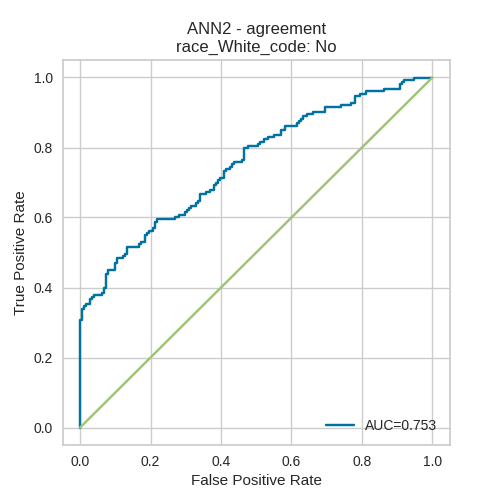 ANN2 - agreement
race_White_code: No
1.0
0.8
0.6
0.4
0.2
0.0
True Positive Rate
AUC=0.753
0.0 0.2 0.4 0.6 0.8 1.0
False Positive Rate